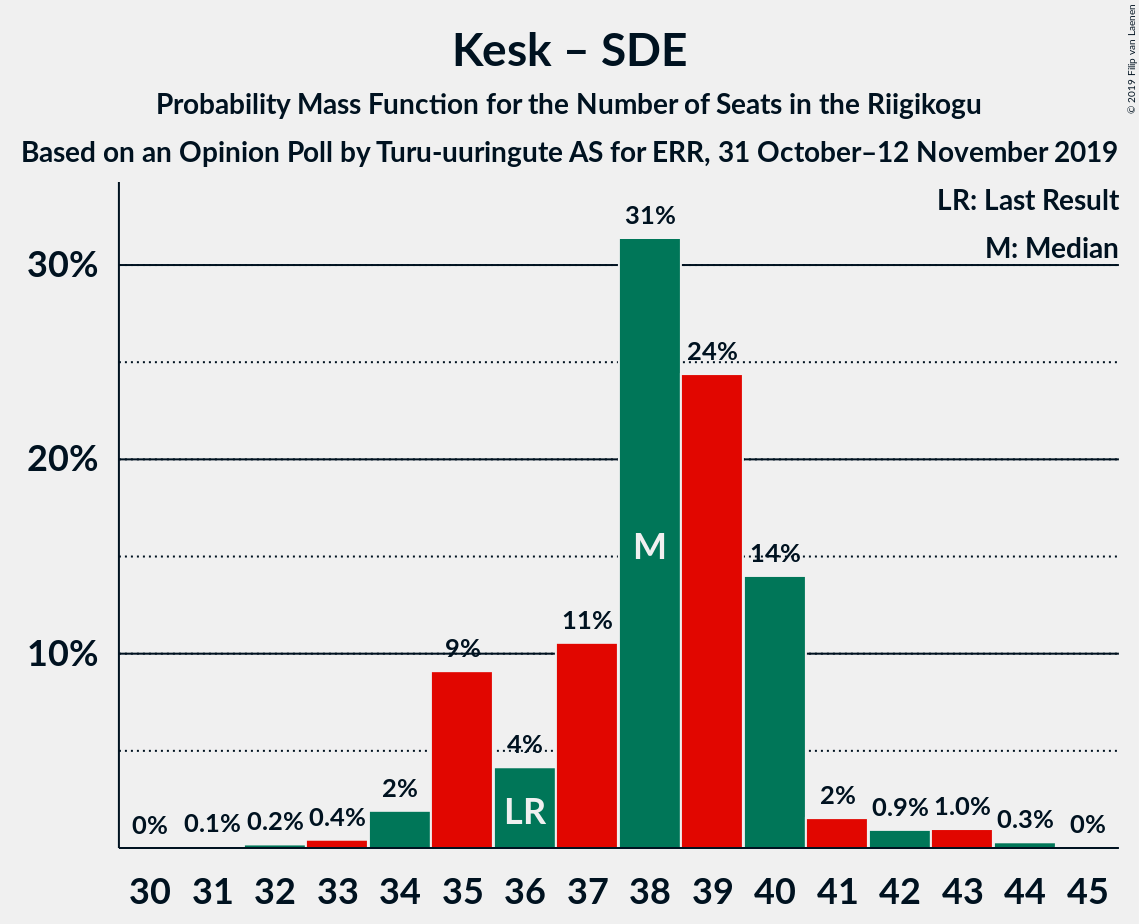 Kesk – SDE
Probability Mass Function for the Number of Seats in the Riigikogu
Based on an Opinion Poll by Turu-uuringute AS for ERR, 31 October–12 November 2019
© 2019 Filip van Laenen
LR: Last Result
M: Median
30%
20%
10%
0% 0.1% 0.2% 0.4% 2% 9% 4% 11% 31% 24% 14% 2% 0.9% 1.0% 0.3% 0%
LR M
30 31 32 33 34 35 36 37 38 39 40 41 42 43 44 45